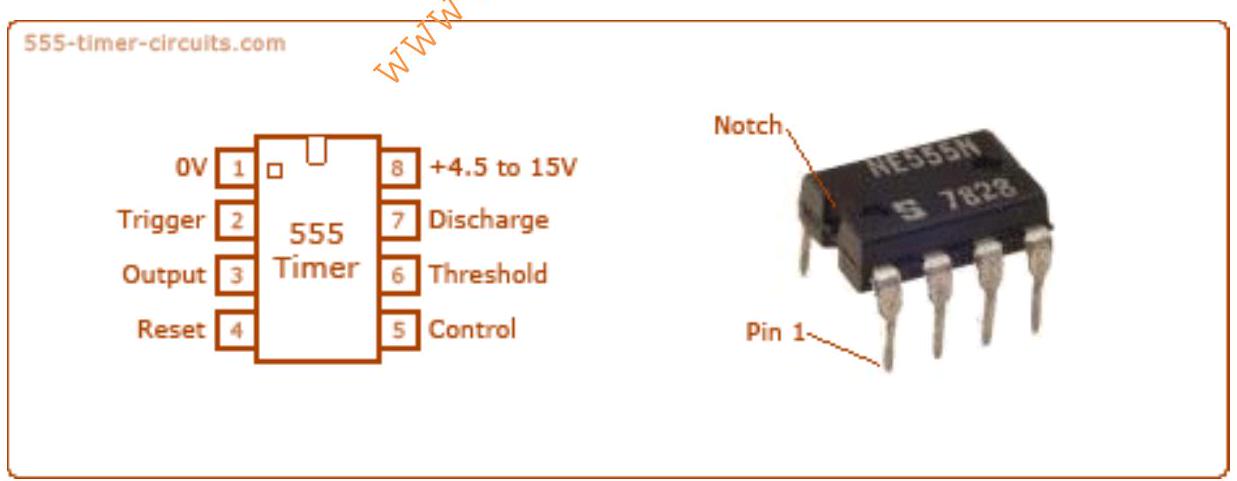 555-timer-circuits.com
WWW
0V 1 8 +4.5 to 15V
Trigger 2 7 Discharge
555
Timer
Output 3 6 Threshold
Reset 4 5 Control
Notch
NE555N
S 7828
Pin 1